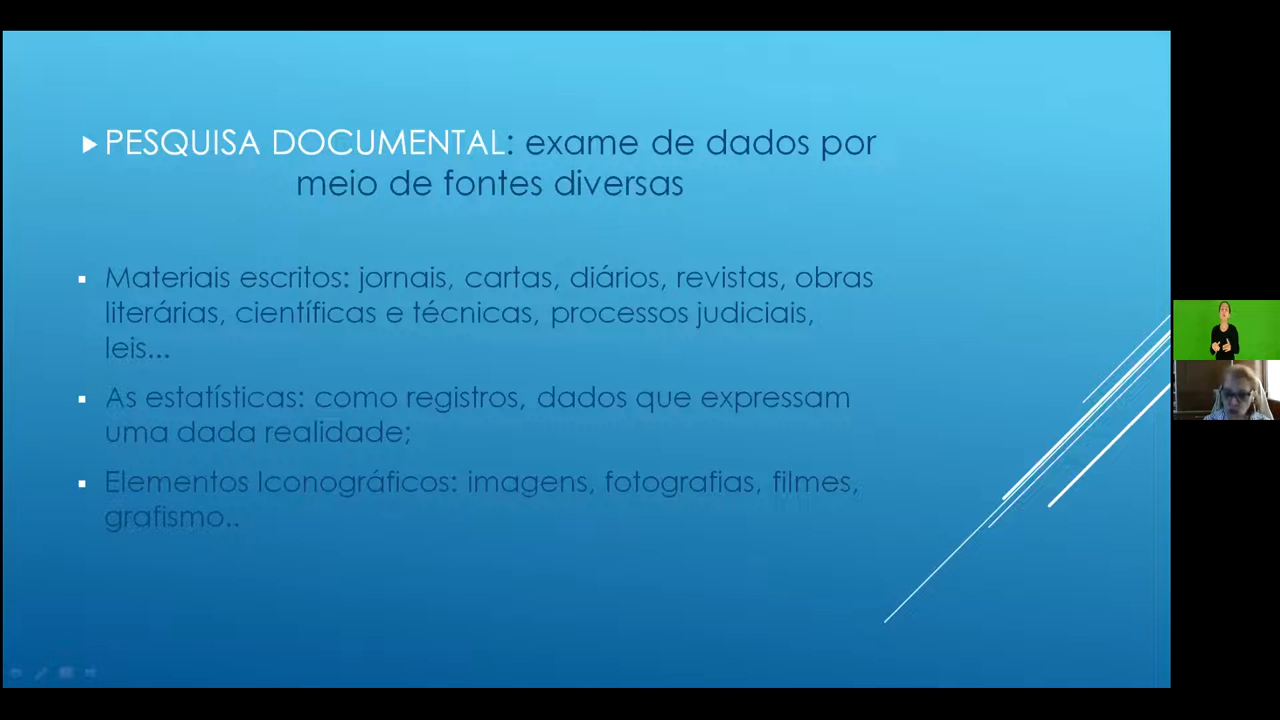 PESQUISA DOCUMENTAL: exame de dados por
meio de fontes diversas
Materiais escritos: jornais, cartas, diários, revistas, obras
literárias, científicas e técnicas, processos judiciais,
leis...
As estatísticas: como registros, dados que expressam
uma dada realidade;
Elementos Iconográficos: imagens, fotografias, filmes,
grafismo..